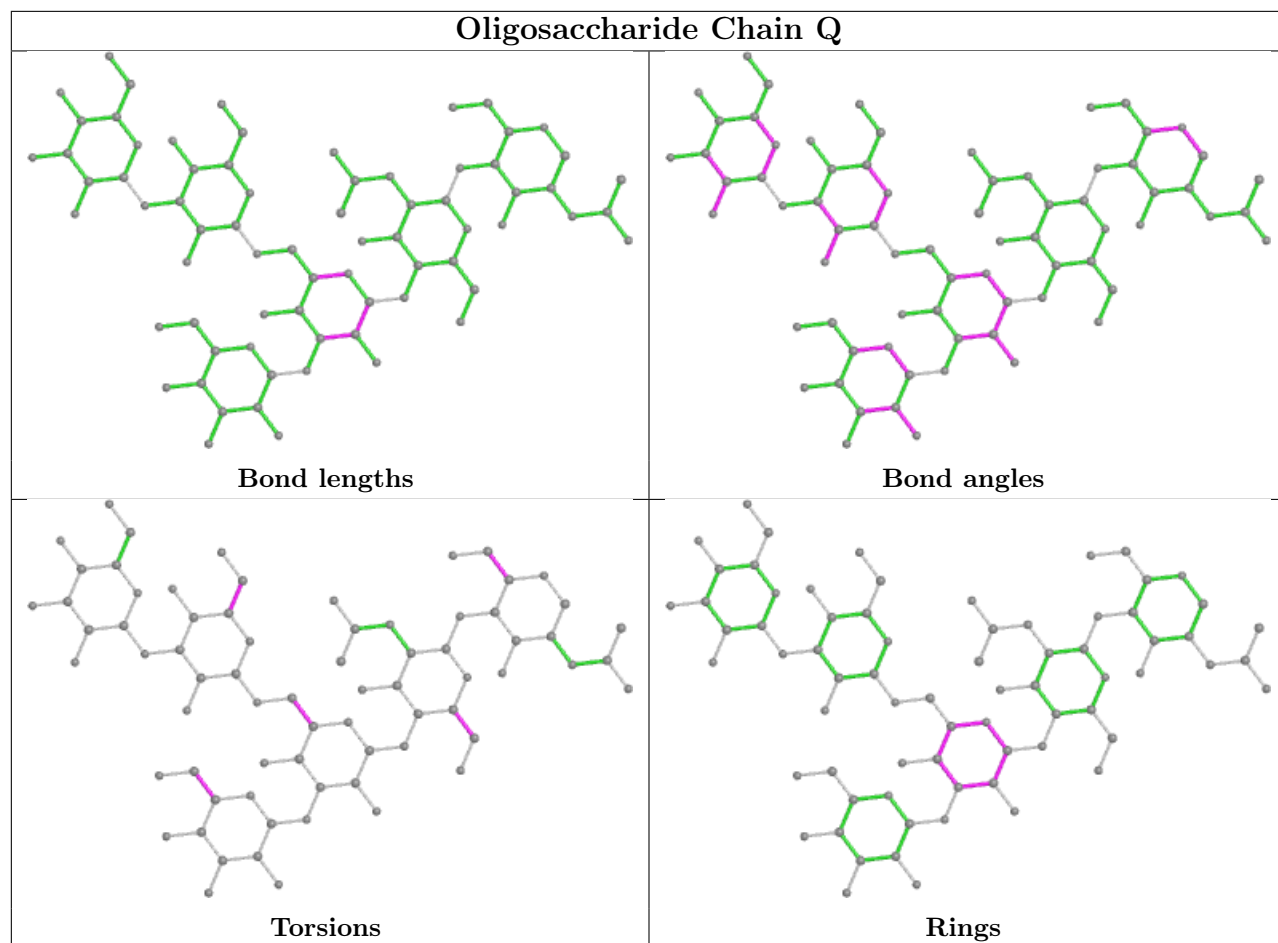 Oligosaccharide Chain Q
Bond lengths
Bond angles
Torsions
Rings